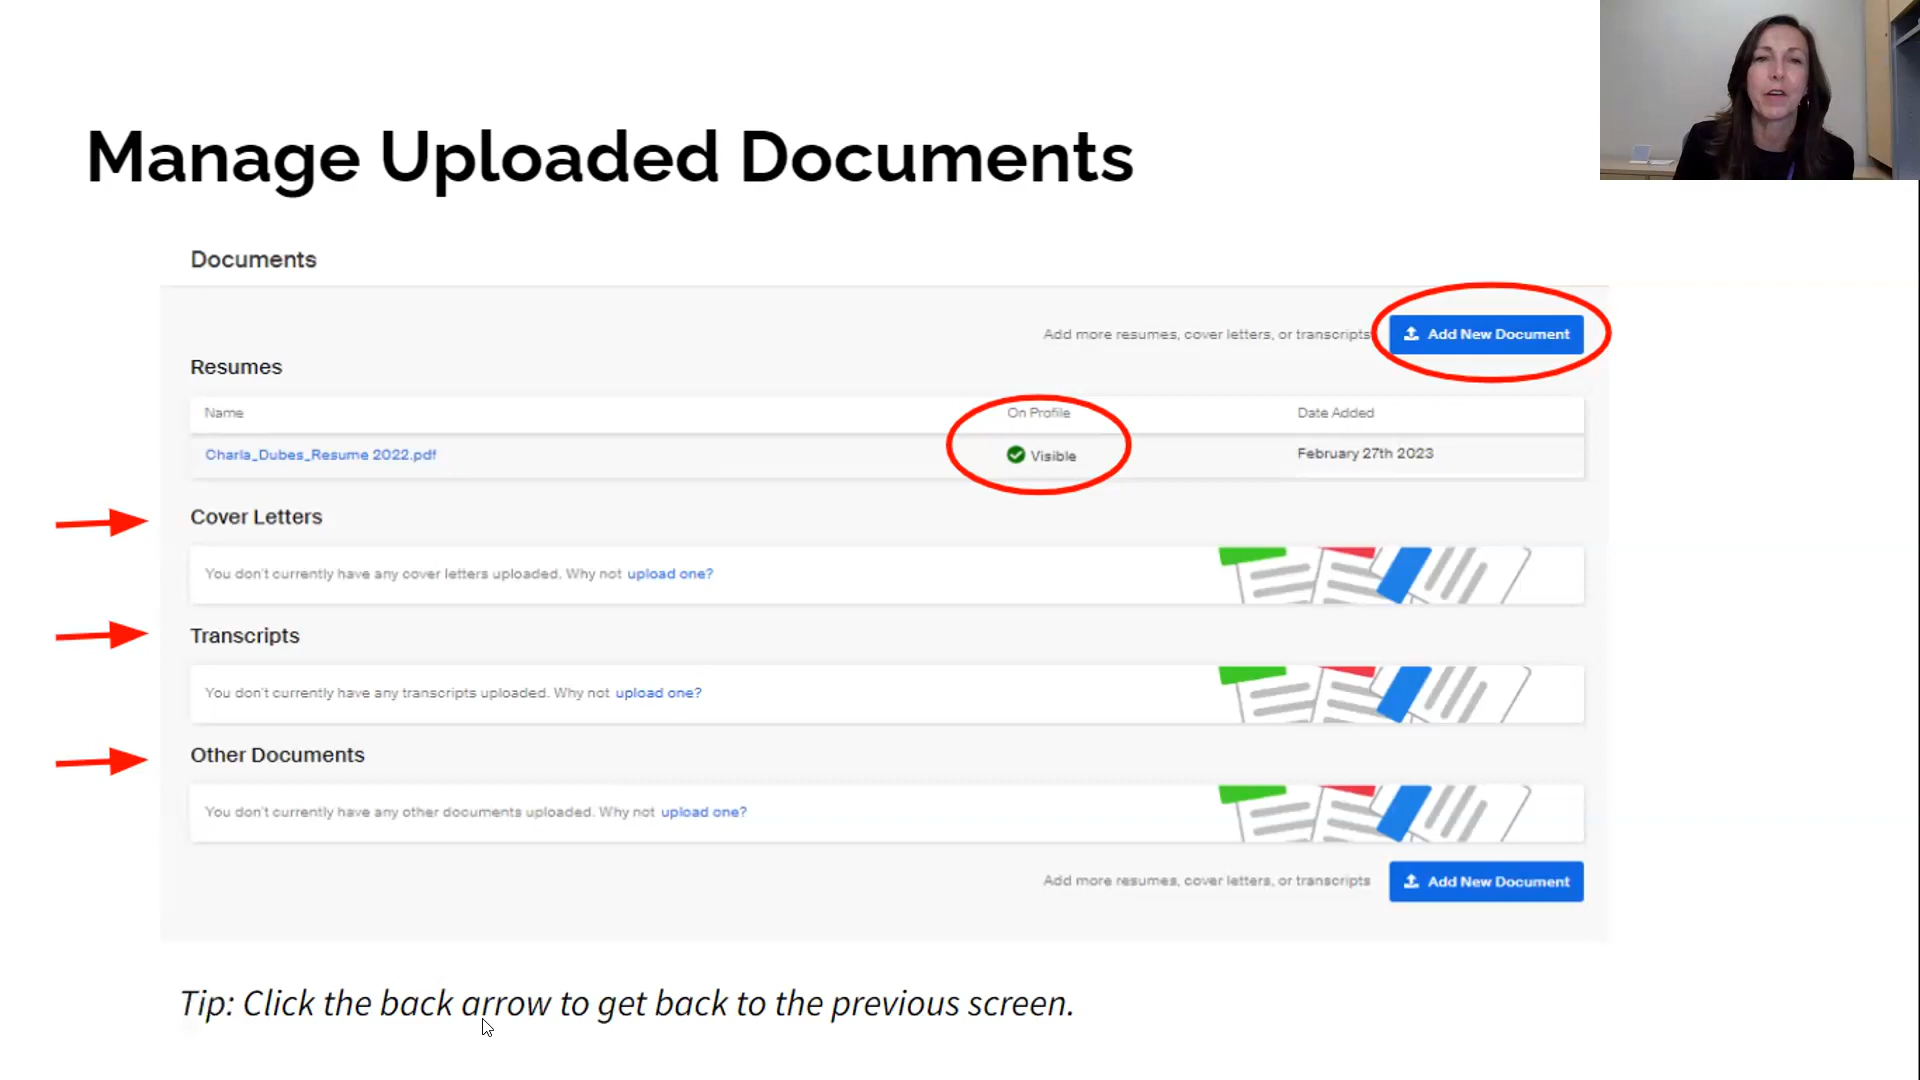 Manage Uploaded Documents
Documents
Add more resumes, cover letters, or transcripts
Add New Document
Resumes
Name On Profile Date Added
Charla_Dubes_Resume 2022.pdf Visible February 27th 2023
Cover Letters
You don't currently have any cover letters uploaded. Why not upload one?
Transcripts
You don't currently have any transcripts uploaded. Why not upload one?
Other Documents
You don't currently have any other documents uploaded. Why not upload one?
Add more resumes, cover letters, or transcripts
Add New Document
Tip: Click the back arrow to get back to the previous screen.